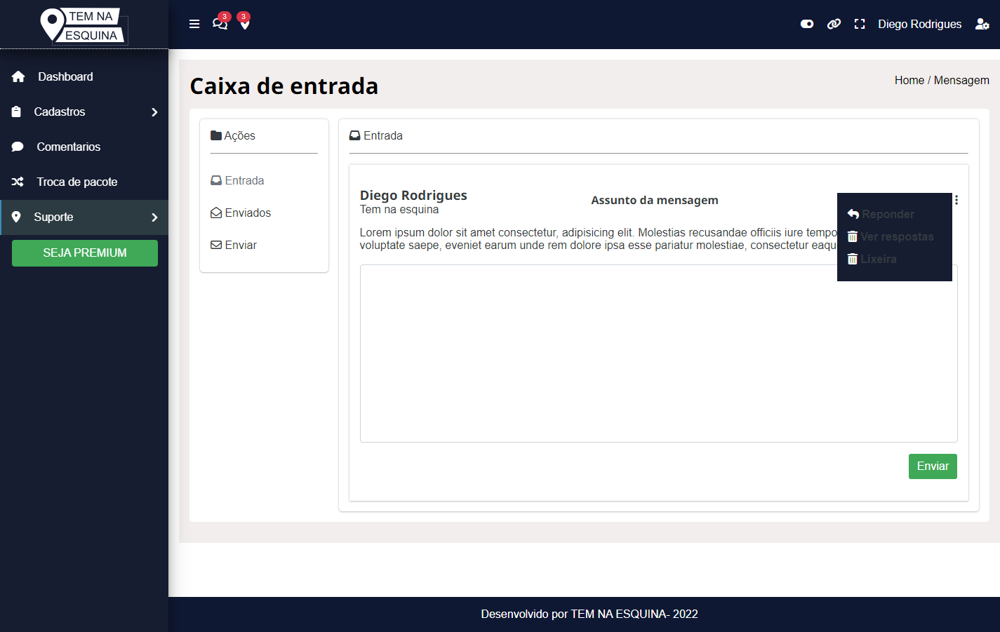 TEM NA
ESQUINA
3
3
Diego Rodrigues
Dashboard
Cadastros
Comentarios
Troca de pacote
Suporte
SEJA PREMIUM
Caixa de entrada
Home / Mensagem
Ações
Entrada
Enviados
Enviar
Entrada
Diego Rodrigues
Tem na esquina
Assunto da mensagem
Lorem ipsum dolor sit amet consectetur, adipisicing elit. Molestias recusandae officiis iure tempo
voluptate saepe, eveniet earum unde rem dolore ipsa esse pariatur molestiae, consectetur eaqu
Reponder
Ver respostas
Lixeira
Enviar
Desenvolvido por TEM NA ESQUINA- 2022